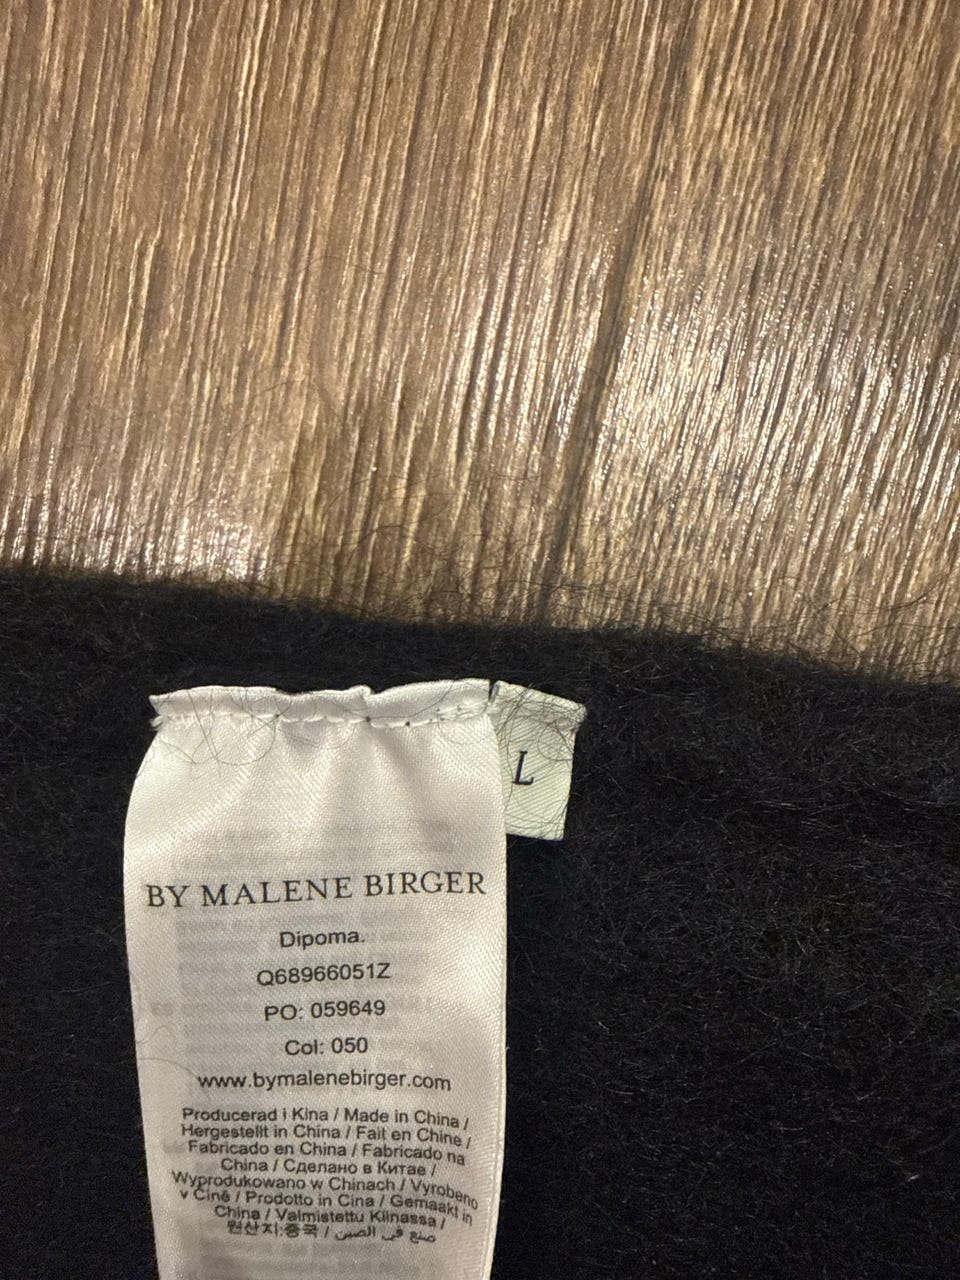 L
BY MALENE BIRGER
Dipoma.
Q68966051Z
PO: 059649
Col: 050
www.bymalenebirger.com
Producerad i Kina / Made in China /
Hergestellt in China / Fait en Chine /
Fabricado en China / Fabricado na
China / Сделано в Китае /
Wyprodukowano w Chinach / Vyrobeno
v Číně / Prodotto in Cina / Gemaakt in
China / Valmistettu Kiinassa /
원산지:중국 / صنع في الصين